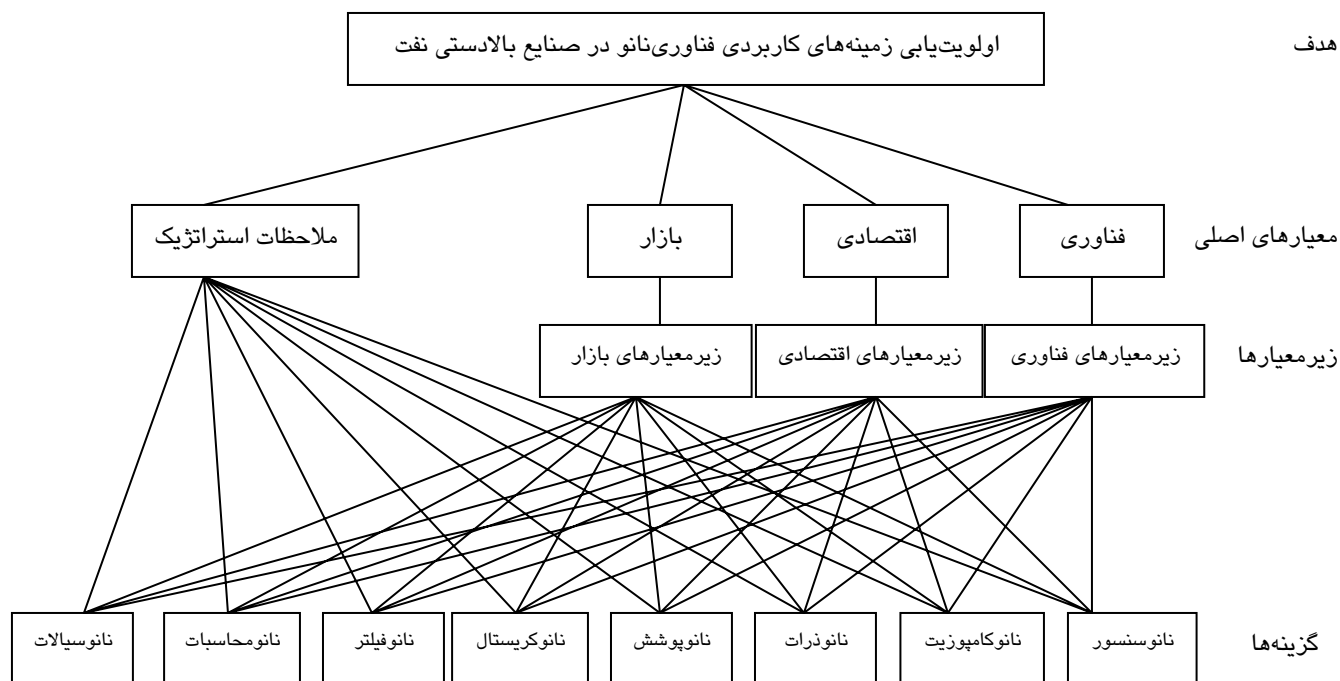 هدف
اولویت‌یابی زمینه‌های کاربردی فناوری‌نانو در صنایع بالادستی نفت
معیارهای اصلی
فناوری
اقتصادی
بازار
ملاحظات استراتژیک
زیرمعیارها
زیرمعیارهای فناوری
زیرمعیارهای اقتصادی
زیرمعیارهای بازار
گزینه‌ها
نانوسنسور
نانوکامپوزیت
نانوذرات
نانوپوشش
نانوکریستال
نانوفیلتر
نانومحاسبات
نانوسیالات